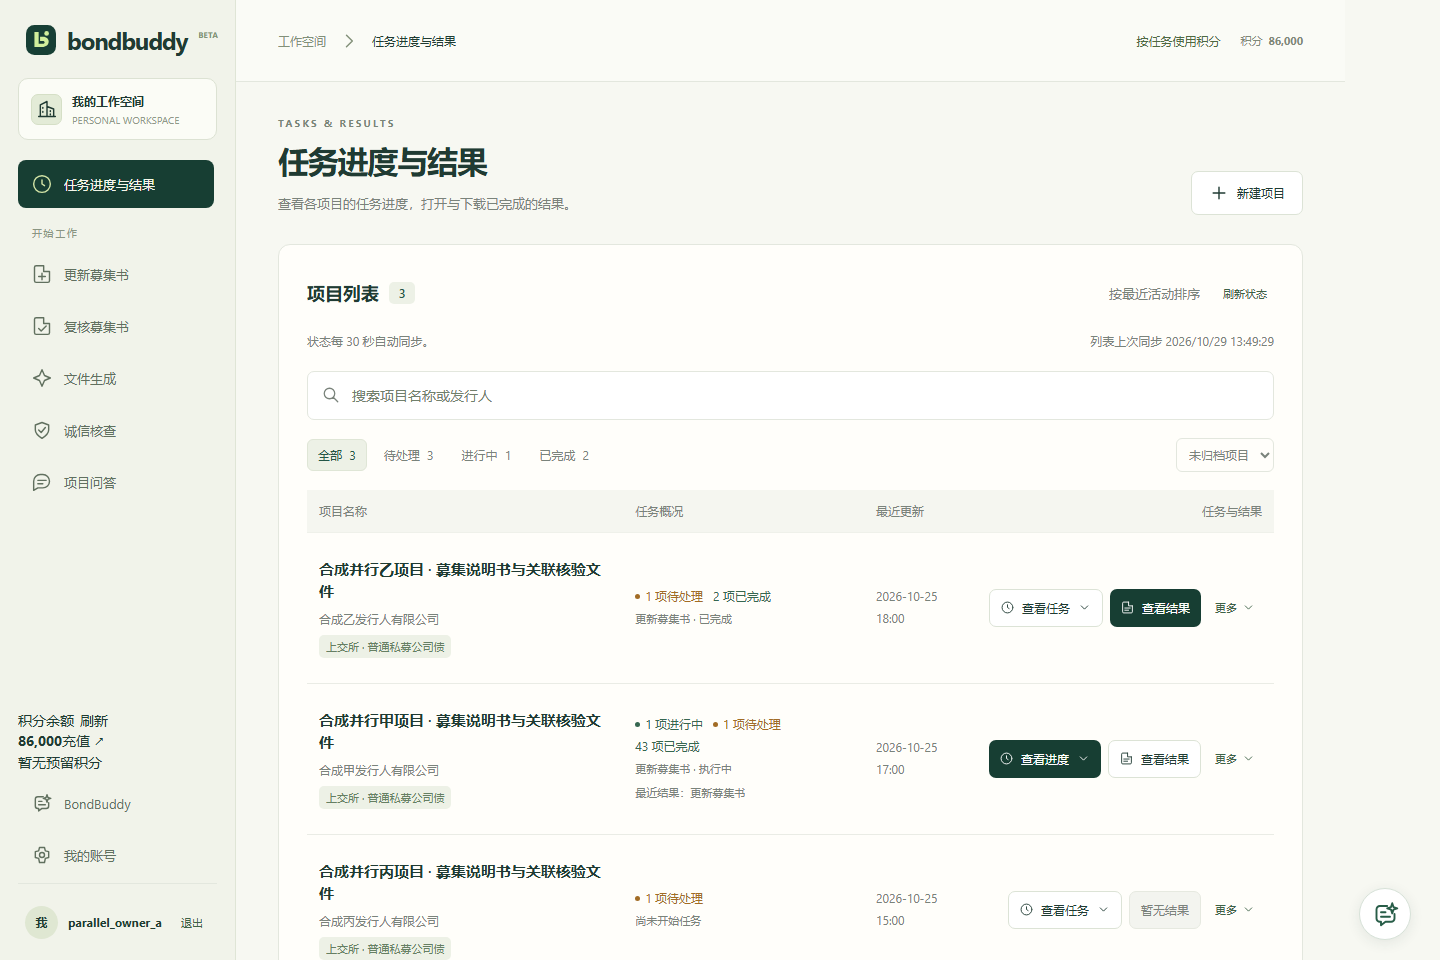 bondbuddy BETA
我的工作空间
PERSONAL WORKSPACE
任务进度与结果
开始工作
更新募集书
复核募集书
文件生成
诚信核查
项目问答
积分余额 刷新
86,000充值 ↗
暂无预留积分
BondBuddy
我的账号
我 parallel_owner_a 退出
工作空间 > 任务进度与结果
按任务使用积分 积分 86,000
TASKS & RESULTS
任务进度与结果
查看各项目的任务进度，打开与下载已完成的结果。
新建项目
项目列表 3
按最近活动排序 刷新状态
状态每 30 秒自动同步。
列表上次同步 2026/10/29 13:49:29
搜索项目名称或发行人
全部 3 待处理 3 进行中 1 已完成 2
未归档项目
项目名称 任务概况 最近更新 任务与结果
合成并行乙项目 · 募集说明书与关联核验文
件
合成乙发行人有限公司
上交所 · 普通私募公司债
1 项待处理 2 项已完成
更新募集书 · 已完成
2026-10-25
18:00
查看任务 查看结果 更多
合成并行甲项目 · 募集说明书与关联核验文
件
合成甲发行人有限公司
上交所 · 普通私募公司债
1 项进行中 1 项待处理
43 项已完成
更新募集书 · 执行中
最近结果：更新募集书
2026-10-25
17:00
查看进度 查看结果 更多
合成并行丙项目 · 募集说明书与关联核验文
件
合成丙发行人有限公司
上交所 · 普通私募公司债
1 项待处理
尚未开始任务
2026-10-25
15:00
查看任务 暂无结果 更多